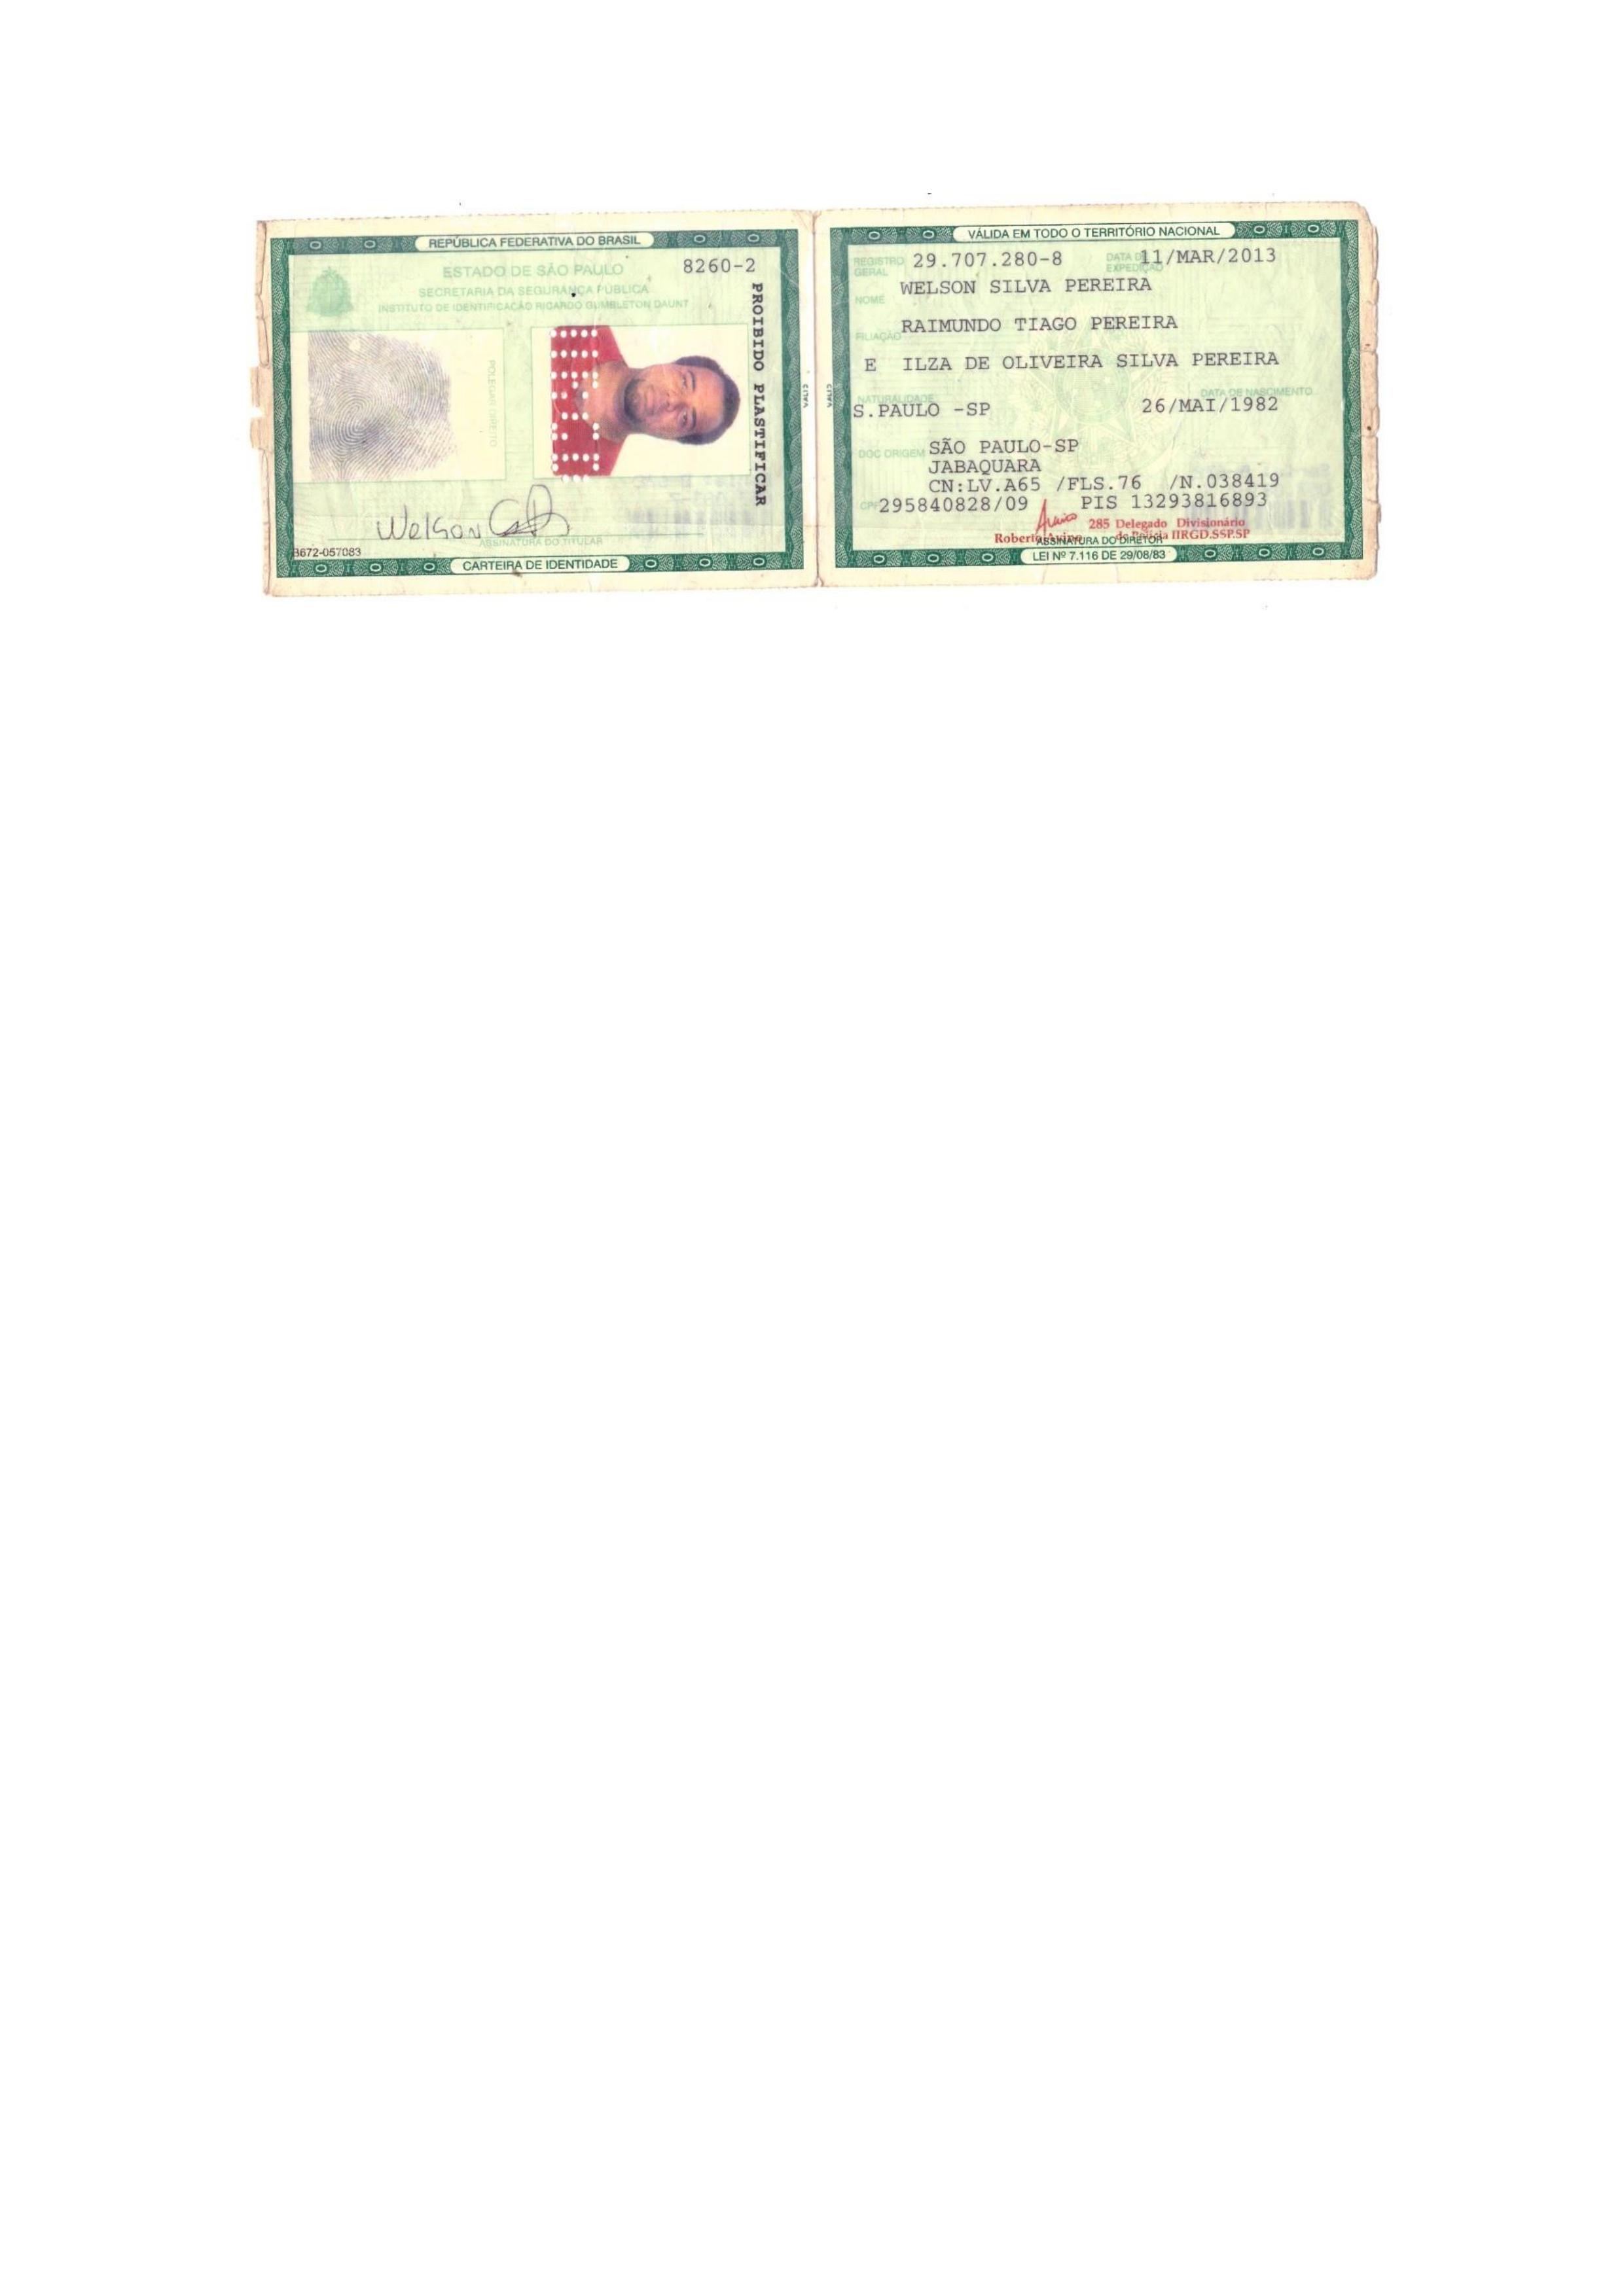 REPÚBLICA FEDERATIVA DO BRASIL
ESTADO DE SÃO PAULO
8260-2
SECRETARIA DA SEGURANÇA PÚBLICA
INSTITUTO DE IDENTIFICAÇÃO RICARDO GUMBLETON DAUNT
POLEGAR DIREITO
PROIBIDO PLASTIFICAR
Welson
ASSINATURA DO TITULAR
B672-057083
CARTEIRA DE IDENTIDADE
VÁLIDA EM TODO O TERRITÓRIO NACIONAL
REGISTRO GERAL 29.707.280-8 DATA DE EXPEDIÇÃO 11/MAR/2013
NOME WELSON SILVA PEREIRA
FILIAÇÃO RAIMUNDO TIAGO PEREIRA
E ILZA DE OLIVEIRA SILVA PEREIRA
NATURALIDADE DATA DE NASCIMENTO
S.PAULO -SP 26/MAI/1982
DOC ORIGEM SÃO PAULO-SP
JABAQUARA
CN:LV.A65 /FLS.76 /N.038419
CPF 295840828/09 PIS 13293816893
285 Delegado Divisionário
Roberto Avino de Polícia IIRGD.SSP.SP
ASSINATURA DO DIRETOR
LEI Nº 7.116 DE 29/08/83